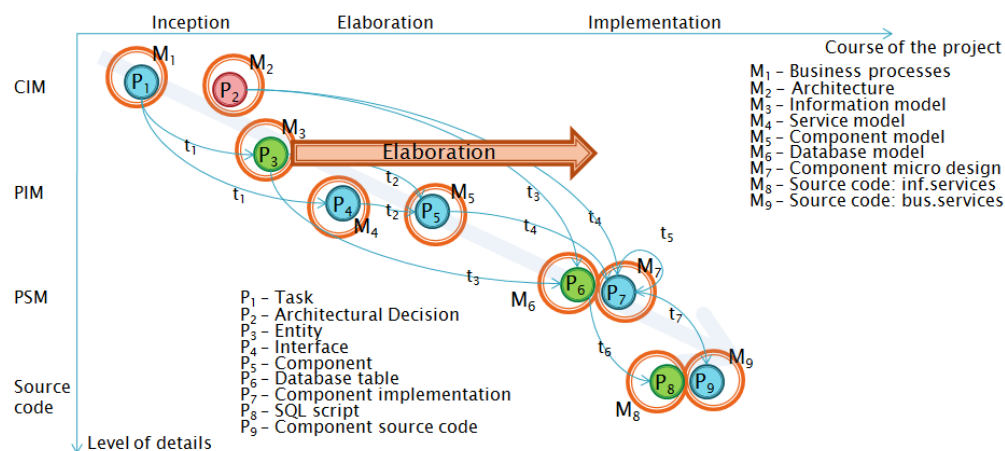 Inception Elaboration Implementation
Course of the project
CIM
PIM
PSM
Source
code
Level of details
M1
P1
M2
P2
M3
P3
Elaboration
t1
t1
t2
t2
t3
t4
P4
M4
P5
M5
t4
t5
t3
P6
M6
P7
M7
t6
t7
P8
M8
P9
M9
M1 – Business processes
M2 – Architecture
M3 – Information model
M4 – Service model
M5 – Component model
M6 – Database model
M7 – Component micro design
M8 – Source code: inf.services
M9 – Source code: bus.services
P1 – Task
P2 – Architectural Decision
P3 – Entity
P4 – Interface
P5 – Component
P6 – Database table
P7 – Component implementation
P8 – SQL script
P9 – Component source code